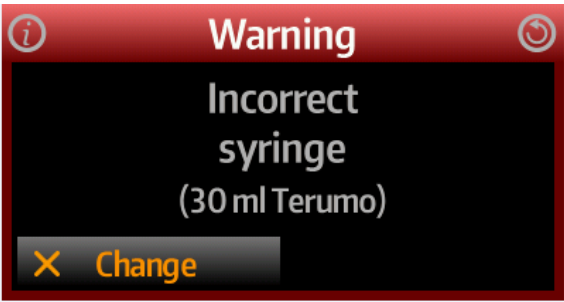 Warning
Incorrect
syringe
(30 ml Terumo)
Change